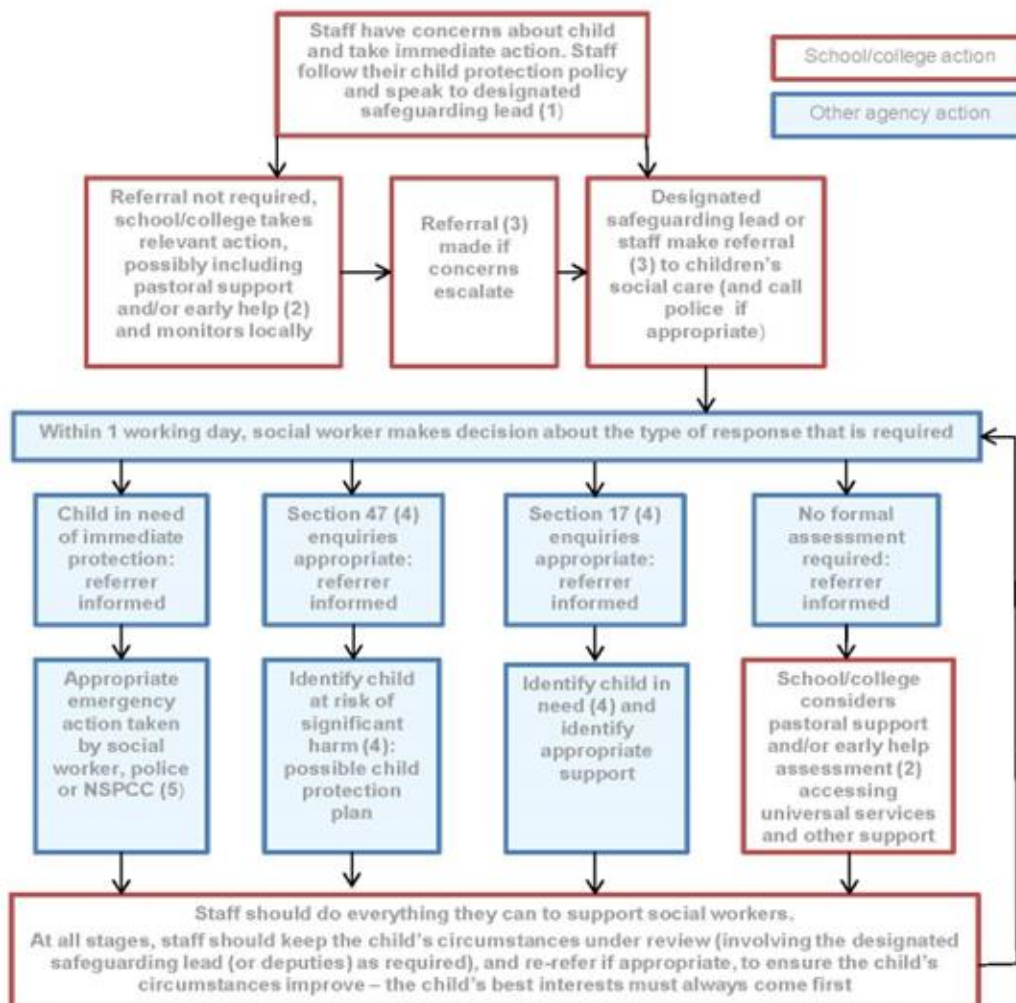 Staff have concerns about child
and take immediate action. Staff
follow their child protection policy
and speak to designated
safeguarding lead (1)
School/college action
Other agency action
Referral not required,
school/college takes
relevant action,
possibly including
pastoral support
and/or early help (2)
and monitors locally
Referral (3)
made if
concerns
escalate
Designated
safeguarding lead or
staff make referral
(3) to children's
social care (and call
police if
appropriate)
Within 1 working day, social worker makes decision about the type of response that is required
Child in need
of immediate
protection:
referrer
informed
Section 47 (4)
enquiries
appropriate:
referrer
informed
Section 17 (4)
enquiries
appropriate:
referrer
informed
No formal
assessment
required:
referrer
informed
Appropriate
emergency
action taken
by social
worker, police
or NSPCC (5)
Identify child
at risk of
significant
harm (4):
possible child
protection
plan
Identify child in
need (4) and
identify
appropriate
support
School/college
considers
pastoral support
and/or early help
assessment (2)
accessing
universal services
and other support
Staff should do everything they can to support social workers.
At all stages, staff should keep the child's circumstances under review (involving the designated
safeguarding lead (or deputies) as required), and re-refer if appropriate, to ensure the child's
circumstances improve – the child's best interests must always come first